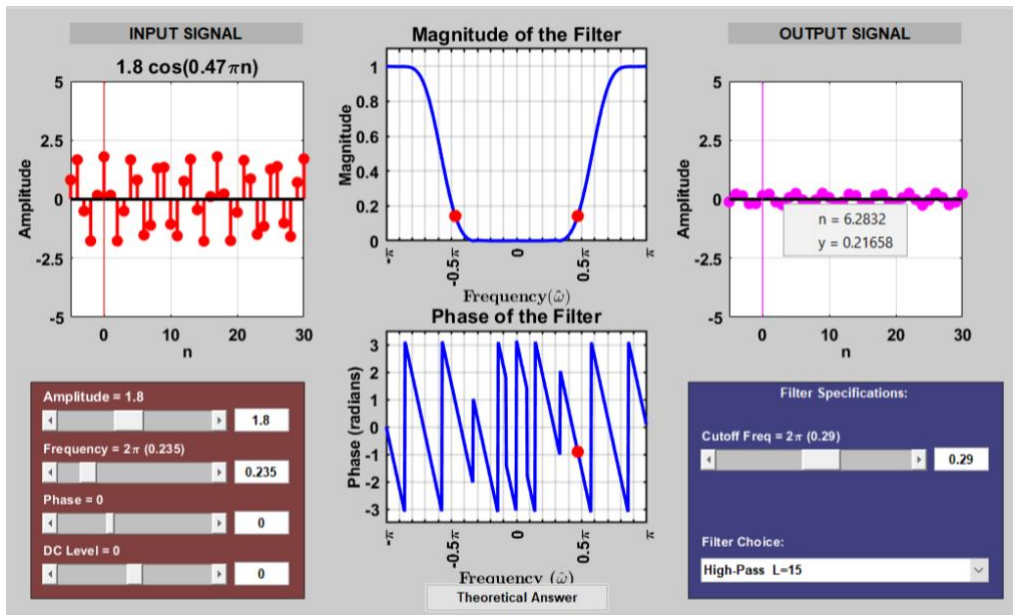 INPUT SIGNAL
1.8 cos(0.47πn)
5
2.5
0
-2.5
-5
Amplitude
0
10
20
30
n
Magnitude of the Filter
1
0.8
0.6
0.4
0.2
0
Magnitude
-π
-0.5π
0
0.5π
π
Frequency(ω̂)
Phase of the Filter
3
2
1
0
-1
-2
-3
Phase (radians)
-π
-0.5π
0
0.5π
π
Frequency (ω̂)
Theoretical Answer
OUTPUT SIGNAL
5
2.5
0
-2.5
-5
Amplitude
n = 6.2832
y = 0.21658
0
10
20
30
n
Amplitude = 1.8
1.8
Frequency = 2π (0.235)
0.235
Phase = 0
0
DC Level = 0
0
Filter Specifications:
Cutoff Freq = 2π (0.29)
0.29
Filter Choice:
High-Pass L=15